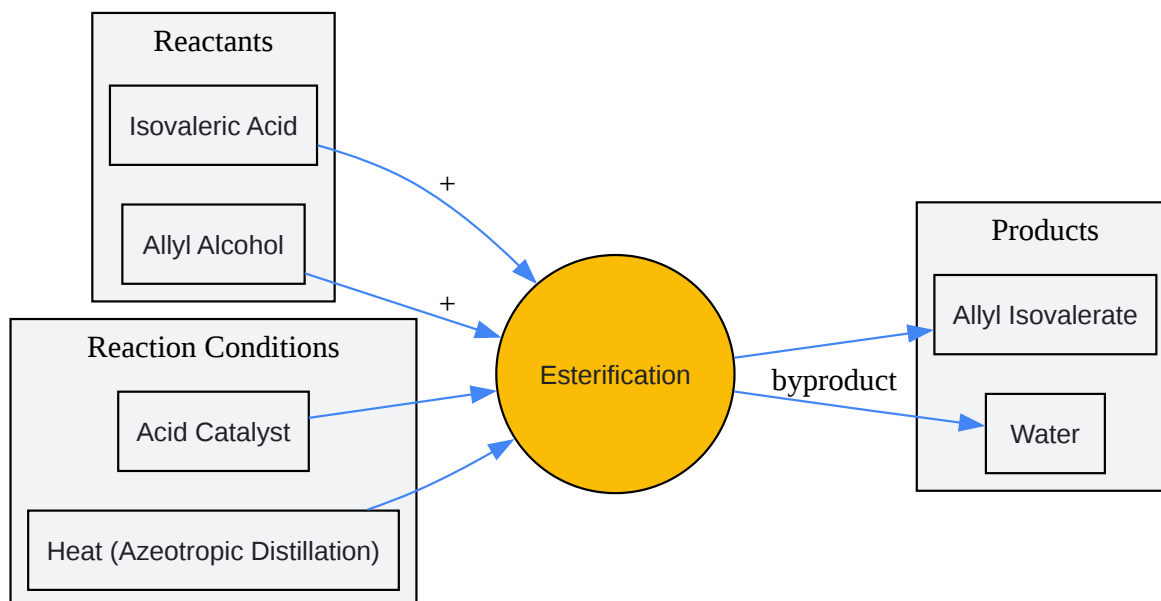 Reactants
Isovaleric Acid
+
Allyl Alcohol
+
Reaction Conditions
Acid Catalyst
Heat (Azeotropic Distillation)
Esterification
byproduct
Products
Allyl Isovalerate
Water